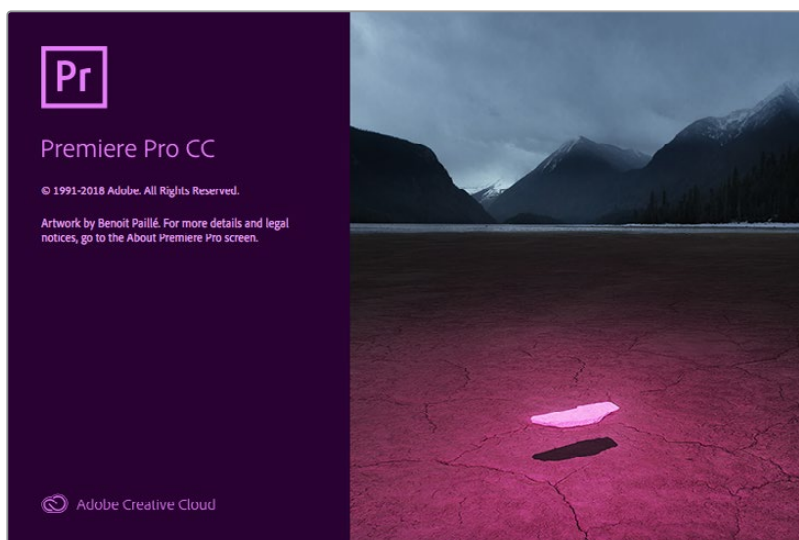 Pr
Premiere Pro CC
© 1991-2018 Adobe. All Rights Reserved.
Artwork by Benoit Paillé. For more details and legal
notices, go to the About Premiere Pro screen.
Adobe Creative Cloud